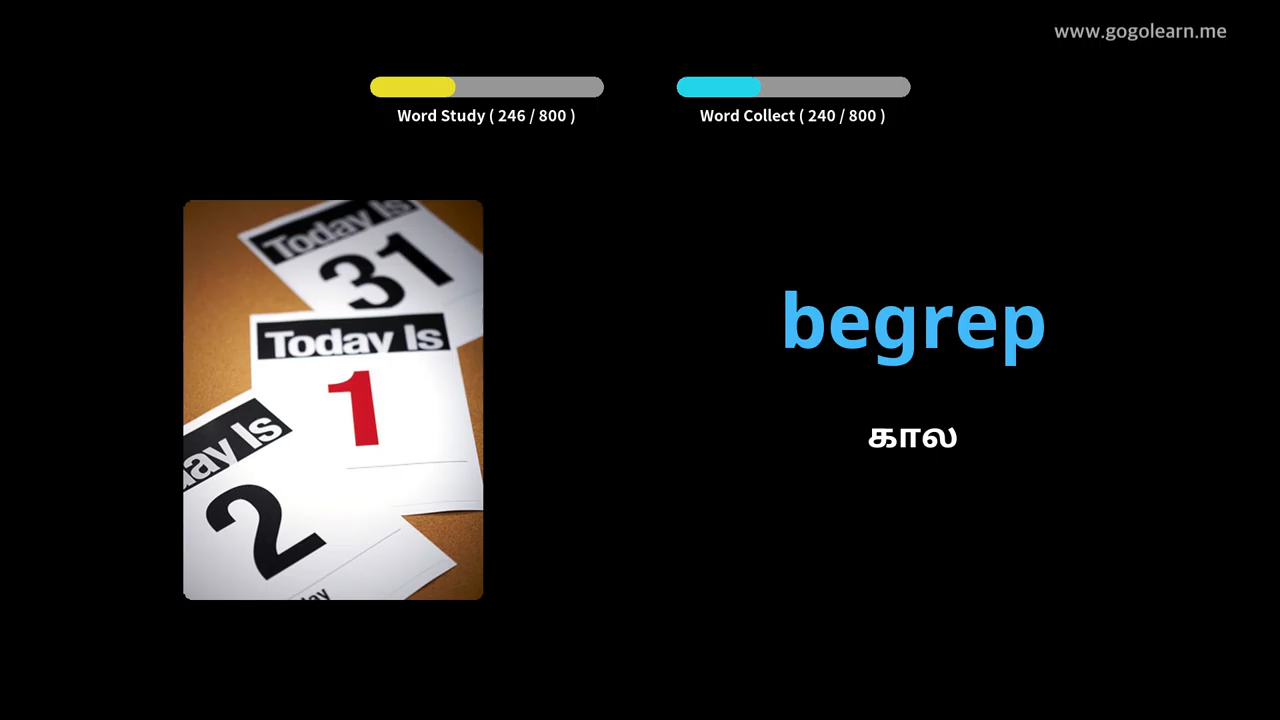 www.gogolearn.me
Word Study ( 246 / 800 )
Word Collect ( 240 / 800 )
Today Is
31
Today Is
1
ay Is
2
begrep
கால